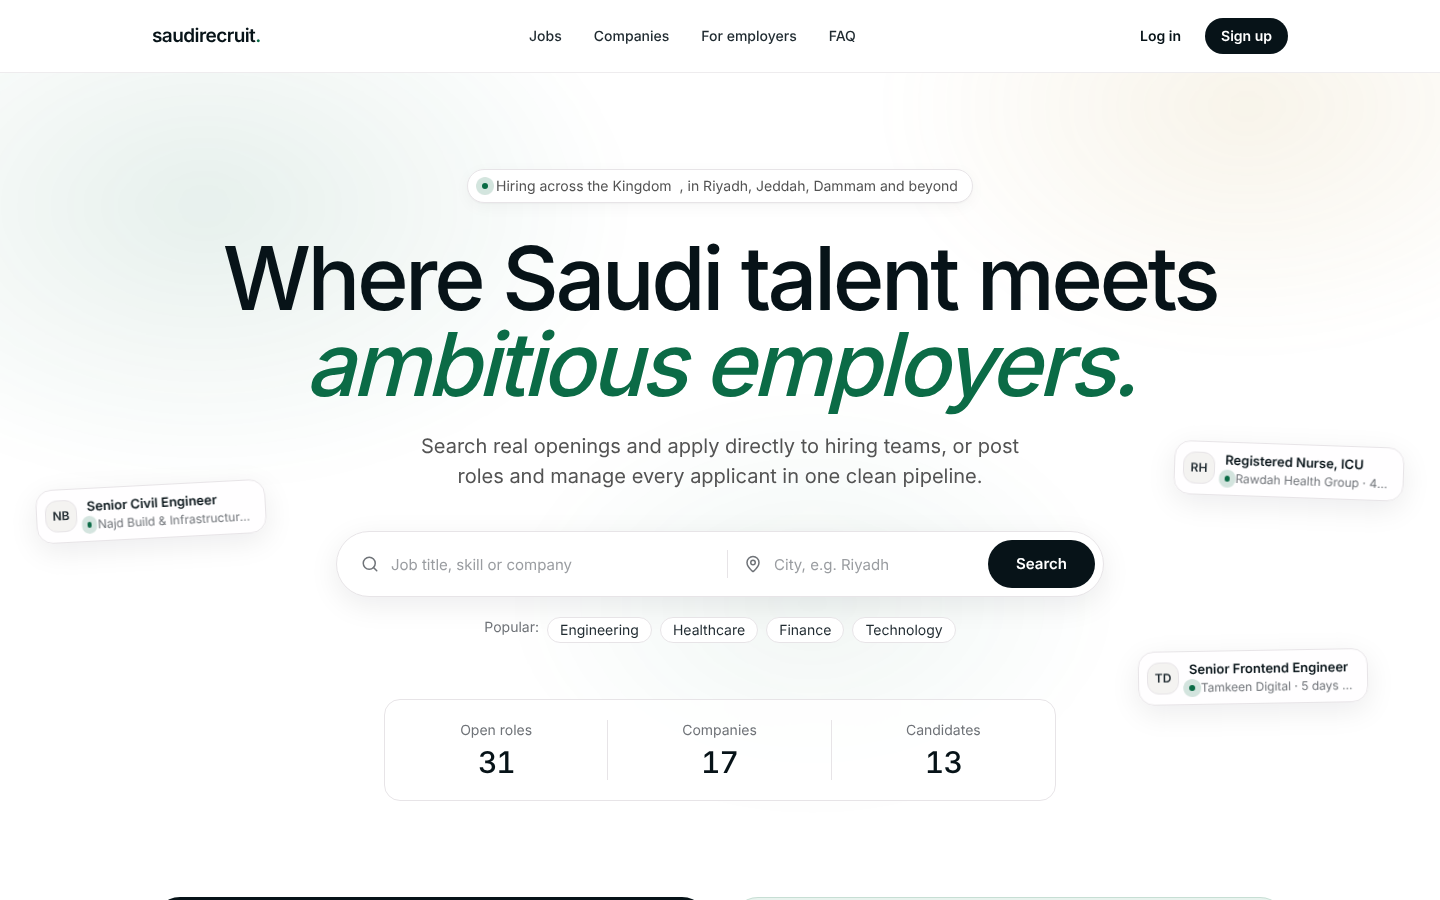 saudirecruit.
Jobs
Companies
For employers
FAQ
Log in
Sign up
Hiring across the Kingdom , in Riyadh, Jeddah, Dammam and beyond
Where Saudi talent meets
ambitious employers.
Search real openings and apply directly to hiring teams, or post
roles and manage every applicant in one clean pipeline.
NB
Senior Civil Engineer
Najd Build & Infrastructur...
RH
Registered Nurse, ICU
Rawdah Health Group · 4...
Job title, skill or company
City, e.g. Riyadh
Search
Popular:
Engineering
Healthcare
Finance
Technology
TD
Senior Frontend Engineer
Tamkeen Digital · 5 days ...
Open roles
31
Companies
17
Candidates
13